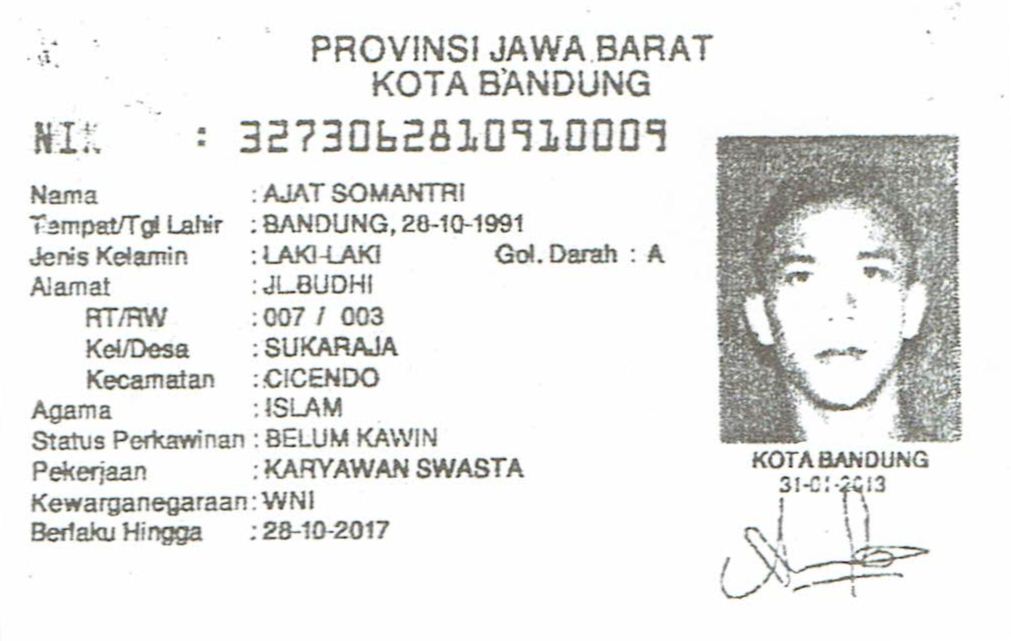 PROVINSI JAWA BARAT
KOTA BANDUNG
NIK : 3273062810910009
Nama : AJAT SOMANTRI
Tempat/Tgl Lahir : BANDUNG, 28-10-1991
Jenis Kelamin : LAKI-LAKI Gol. Darah : A
Alamat : JL.BUDHI
RT/RW : 007 / 003
Kel/Desa : SUKARAJA
Kecamatan : CICENDO
Agama : ISLAM
Status Perkawinan : BELUM KAWIN
Pekerjaan : KARYAWAN SWASTA
Kewarganegaraan : WNI
Berlaku Hingga : 28-10-2017
KOTA BANDUNG
31-01-2013